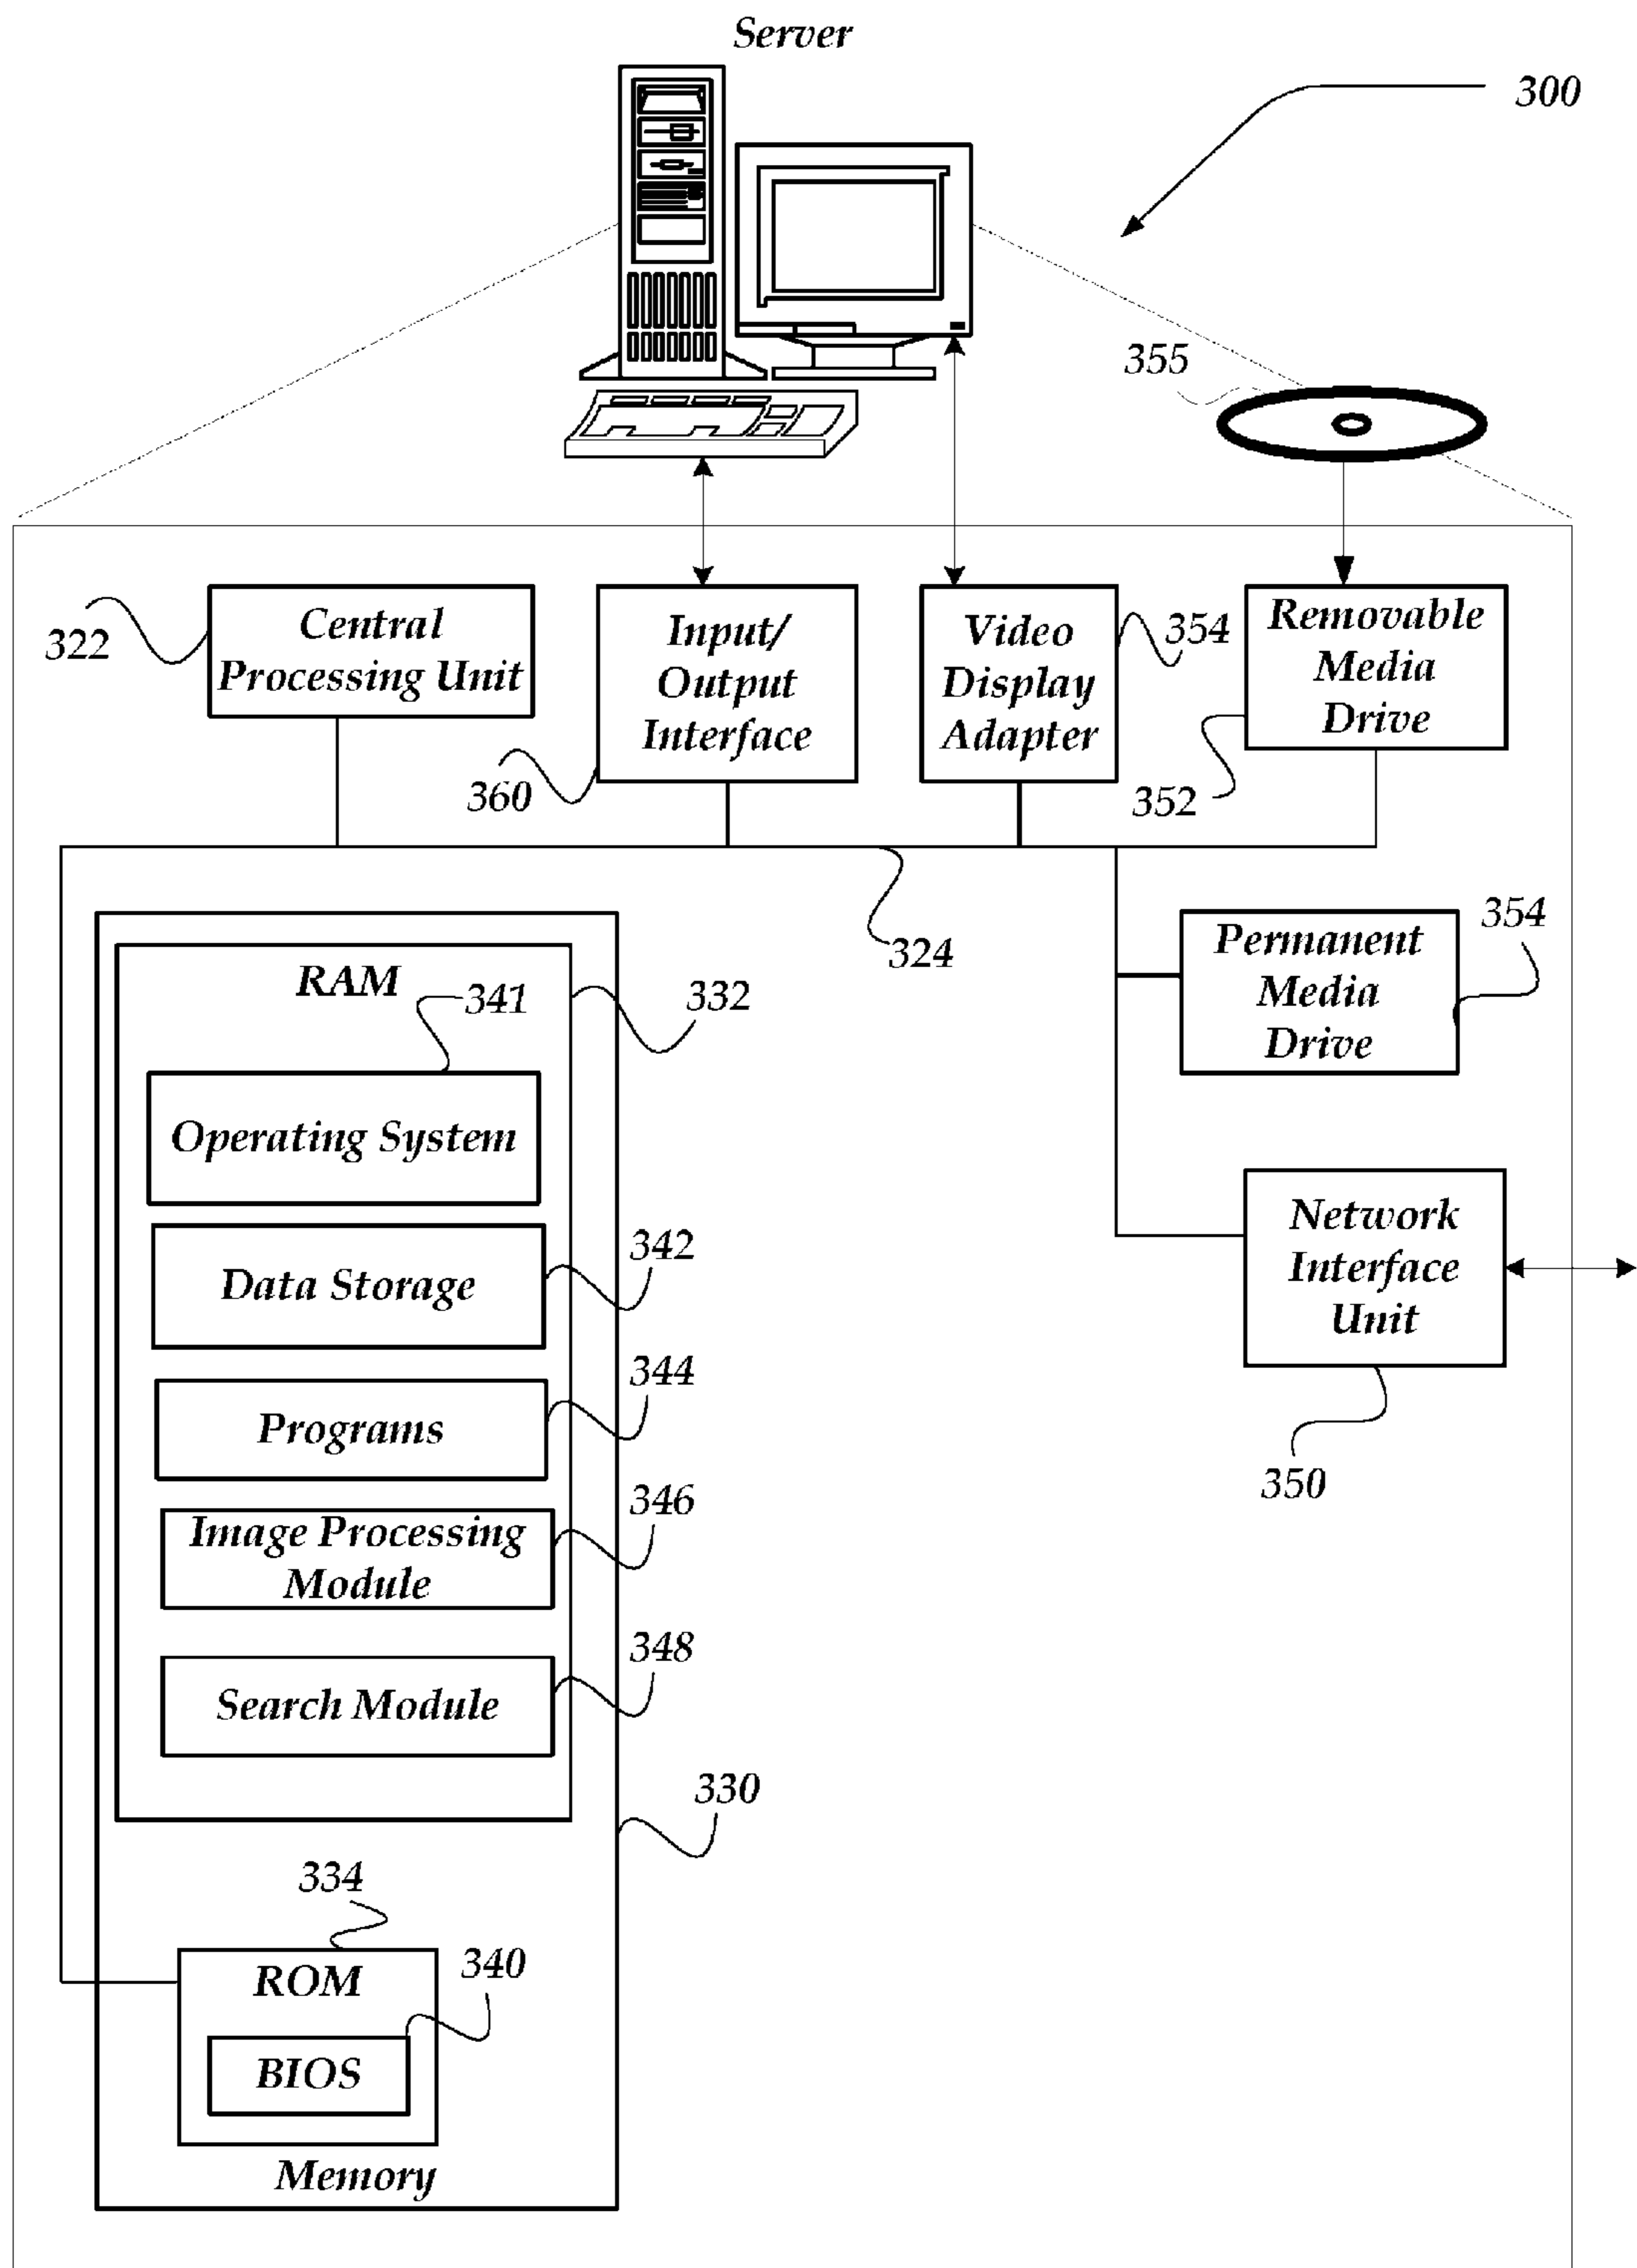 Server
300
355
Central
Processing Unit
322
Input/
Output
Interface
360
Video
Display
Adapter
354
Removable
Media
Drive
352
324
Permanent
Media
Drive
354
RAM
341
332
Operating System
342
Data Storage
344
Programs
346
Image Processing
Module
348
Search Module
330
Network
Interface
Unit
350
334
ROM
340
BIOS
Memory